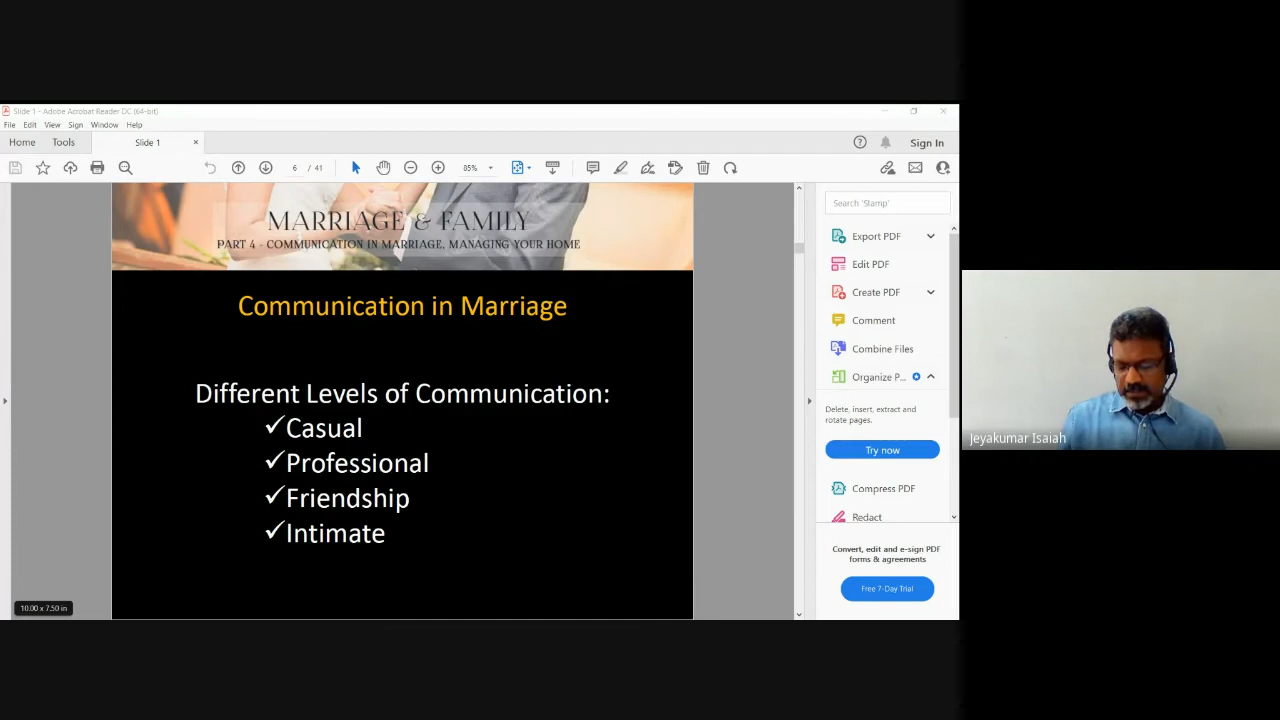 Slide 1 - Adobe Acrobat Reader DC (64-bit)
File Edit View Sign Window Help
Home Tools Slide 1 × Sign In
6 / 41 85%
MARRIAGE & FAMILY
PART 4 - COMMUNICATION IN MARRIAGE, MANAGING YOUR HOME
Communication in Marriage
Different Levels of Communication:
✓Casual
✓Professional
✓Friendship
✓Intimate
10.00 x 7.50 in
Search 'Stamp'
Export PDF
Edit PDF
Create PDF
Comment
Combine Files
Organize P...
Delete, insert, extract and
rotate pages.
Try now
Compress PDF
Redact
Convert, edit and e-sign PDF
forms & agreements
Free 7-Day Trial
Jeyakumar Isaiah